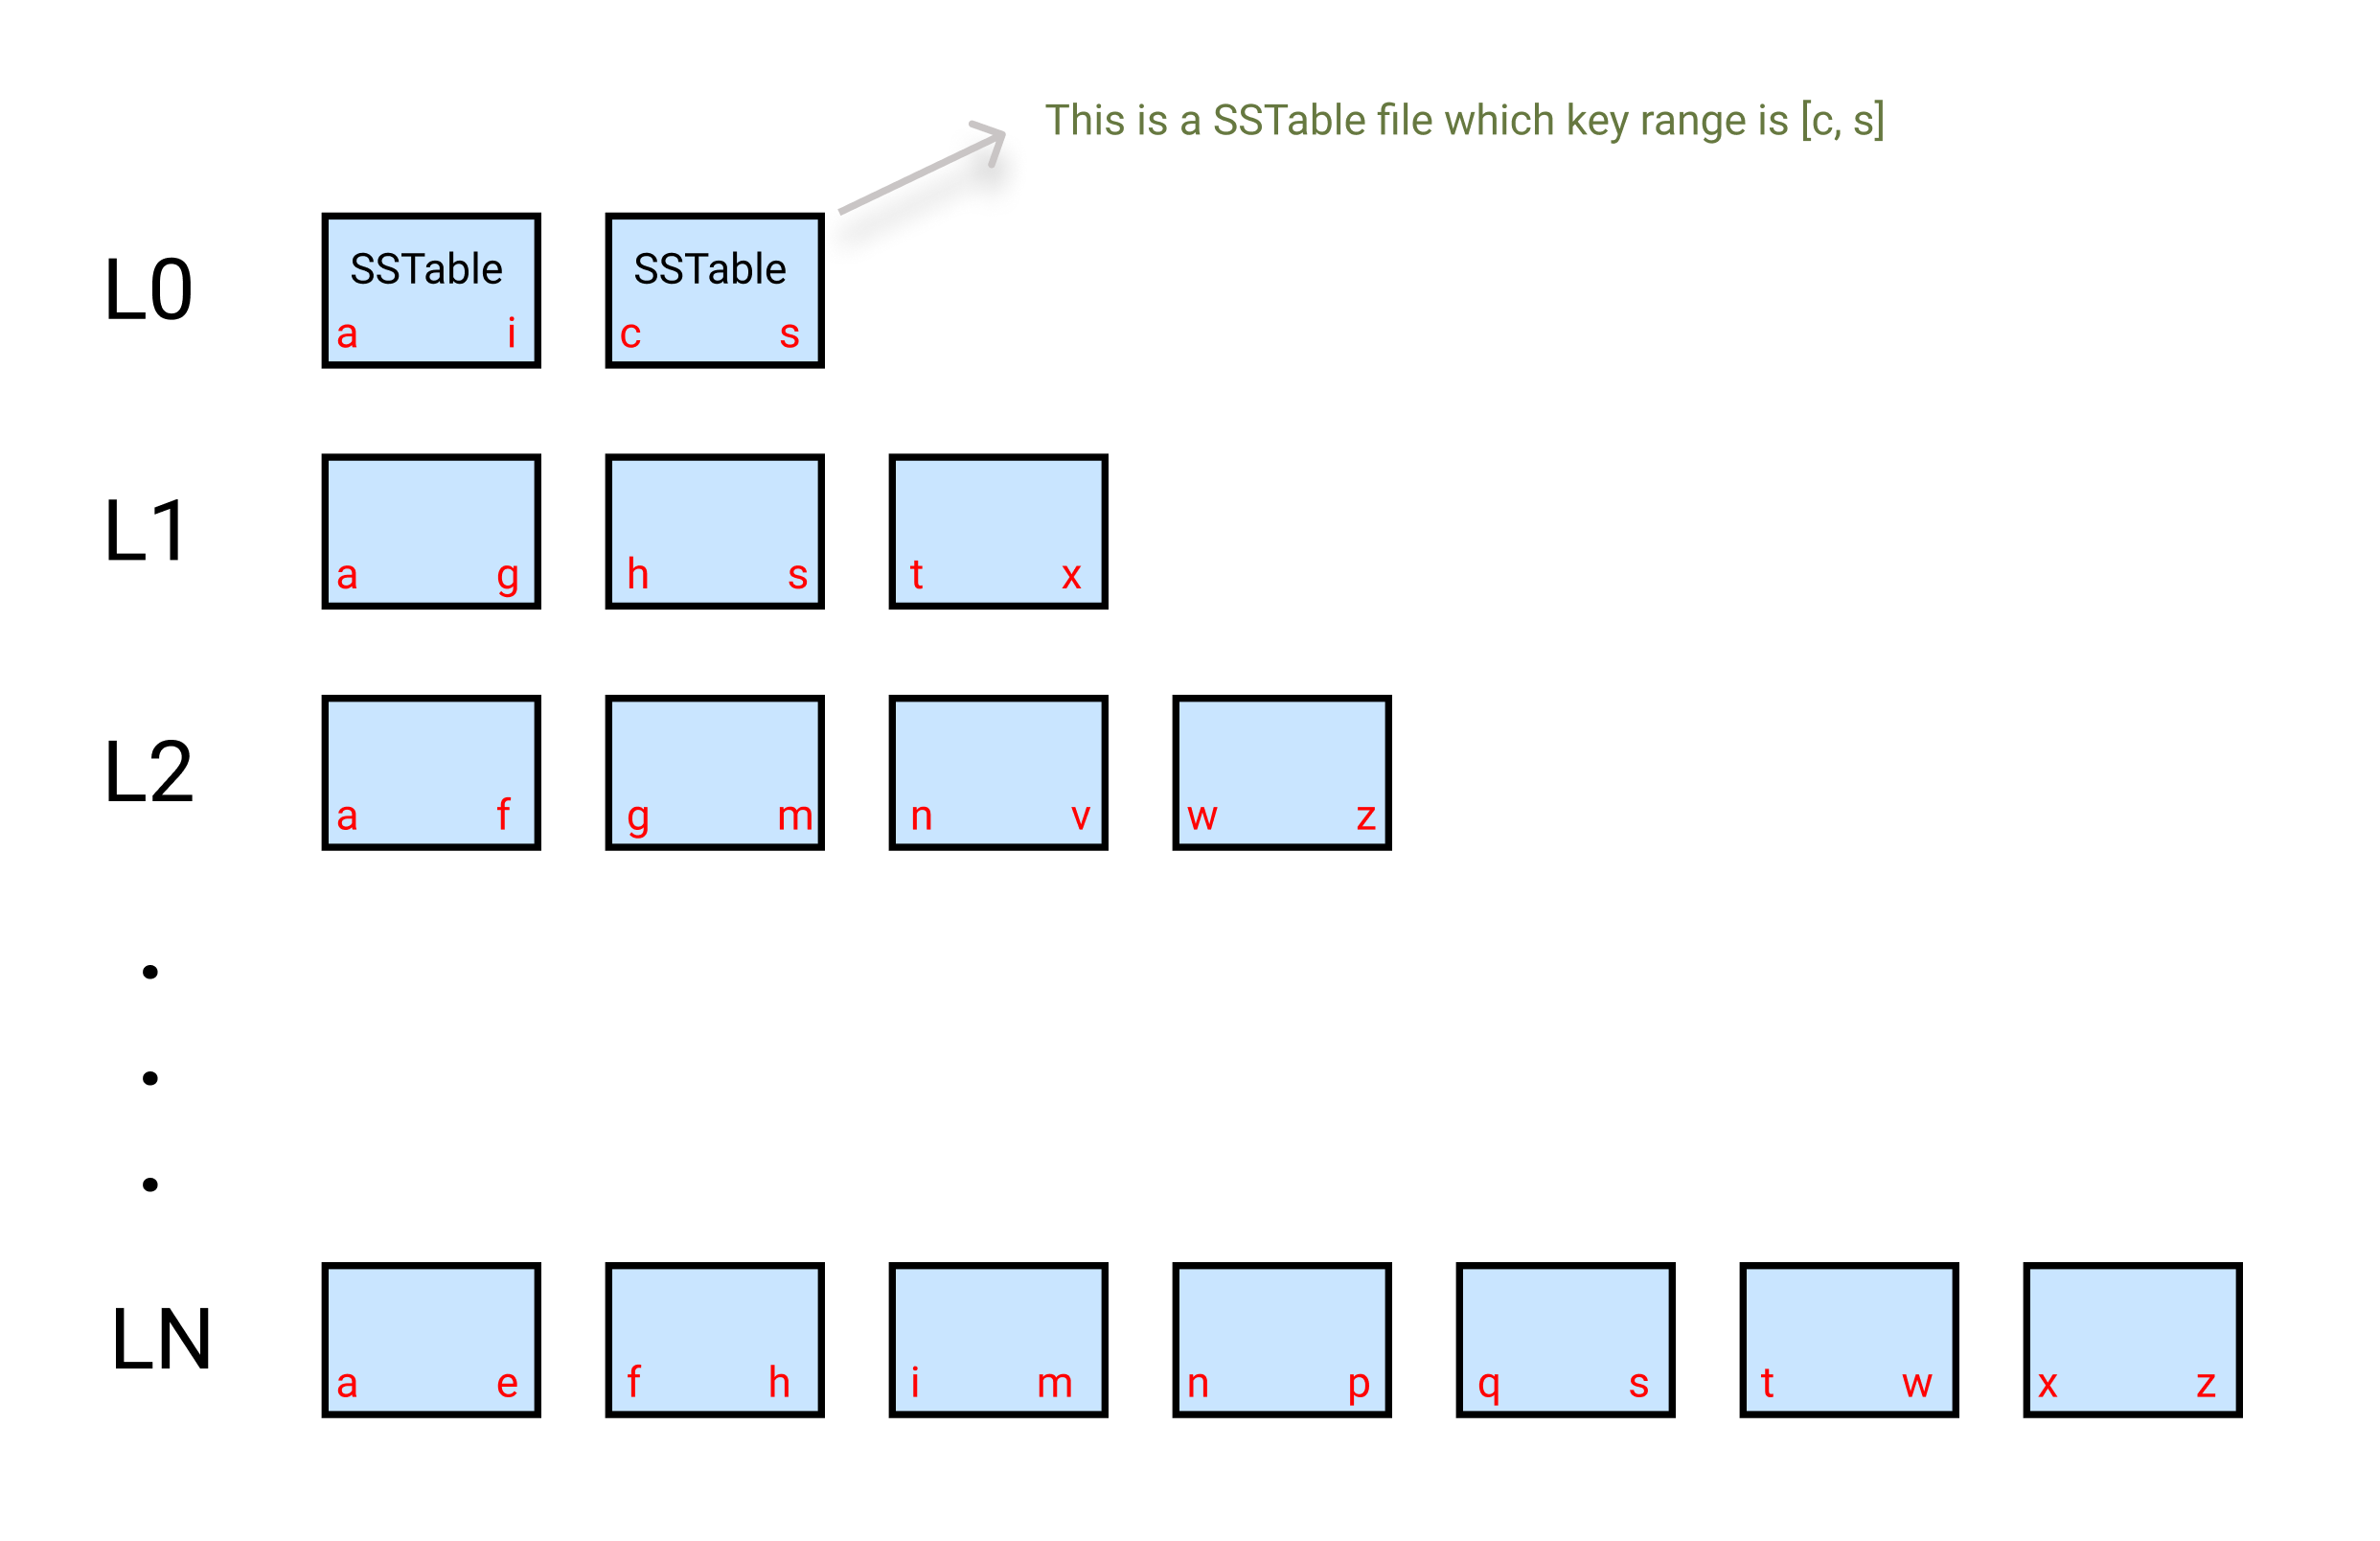 This is a SSTable file which key range is [c, s]
L0 SSTable SSTable
a i c s
L1
a g h s t x
L2
a f g m n v w z
LN
a e f h i m n p q s t w x z